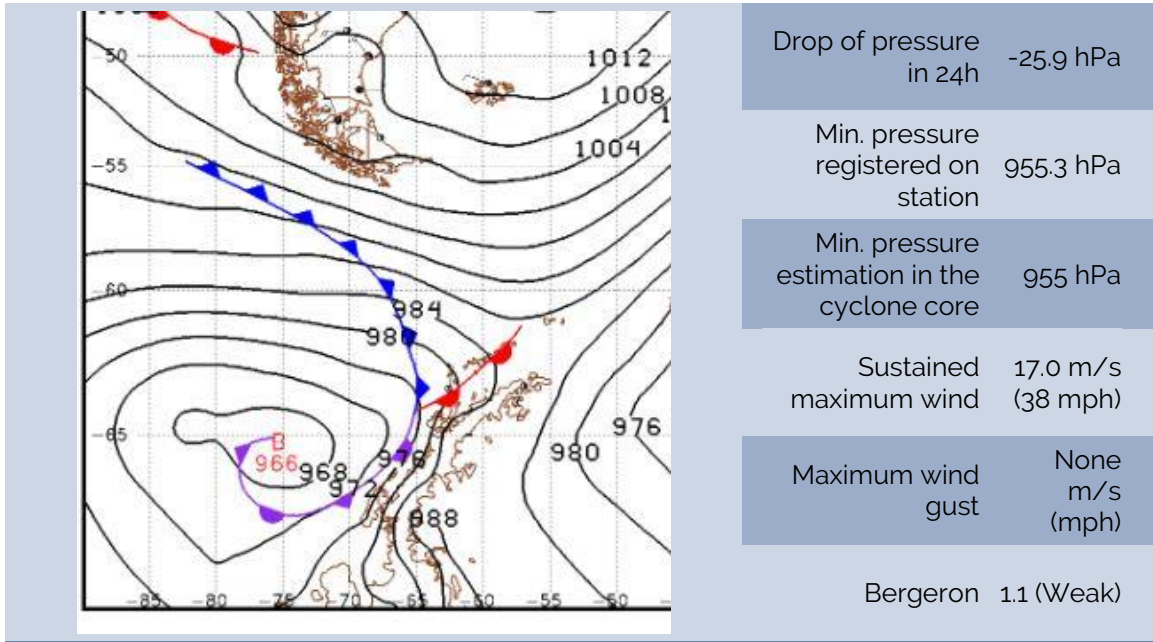 -50
1012
1008
1
1004
-55
-60
984
980
-65
B
966
968
976
972
976
980
988
-85
-80
-75
-70
-65
-60
-55
-50
Drop of pressure
in 24h
-25.9 hPa
Min. pressure
registered on
station
955.3 hPa
Min. pressure
estimation in the
cyclone core
955 hPa
Sustained
maximum wind
17.0 m/s
(38 mph)
Maximum wind
gust
None
m/s
(mph)
Bergeron
1.1 (Weak)